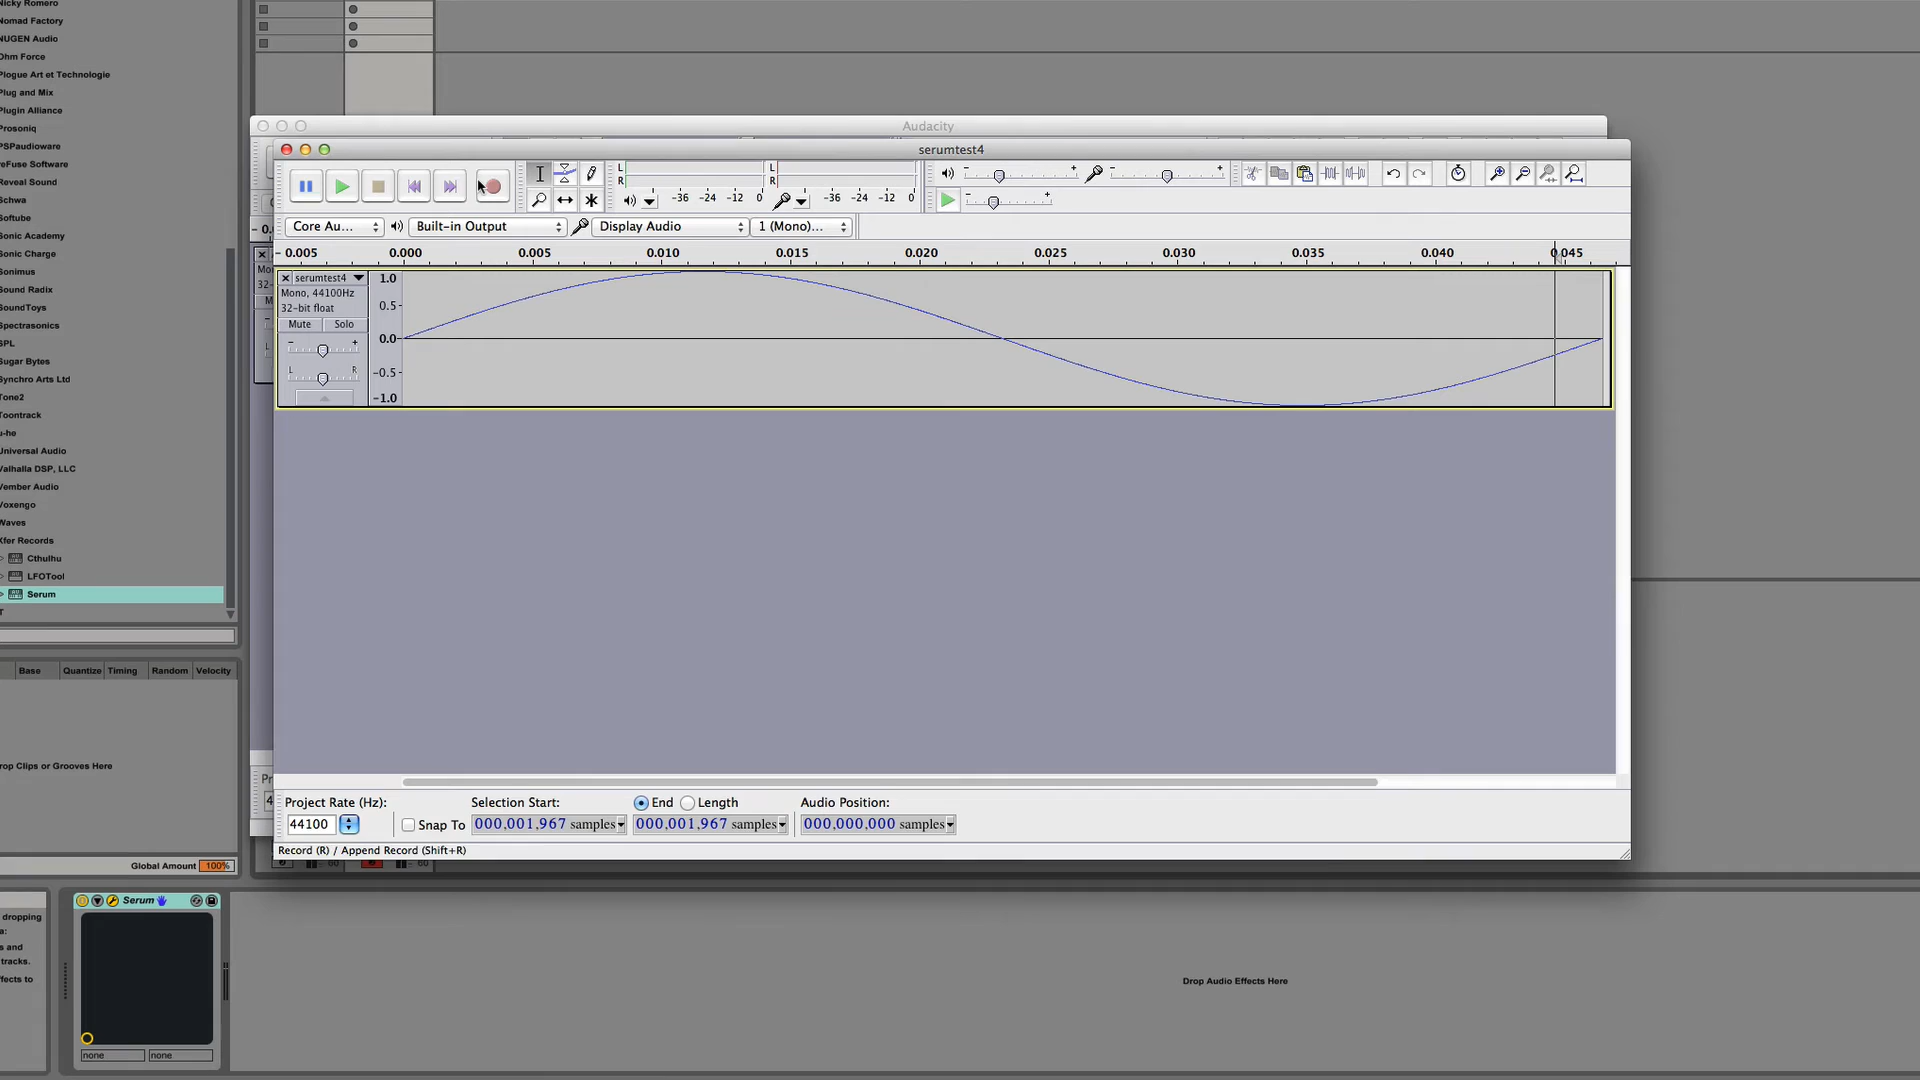 Nicky Romero
Nomad Factory
NUGEN Audio
Ohm Force
Plogue Art et Technologie
Plug and Mix
Plugin Alliance
Prosoniq
PSPaudioware
reFuse Software
Reveal Sound
Schwa
Softube
Sonic Academy
Sonic Charge
Sonimus
Sound Radix
SoundToys
Spectrasonics
SPL
Sugar Bytes
Synchro Arts Ltd
Tone2
Toontrack
u-he
Universal Audio
Valhalla DSP, LLC
Vember Audio
Voxengo
Waves
Xfer Records
Cthulhu
LFOTool
Serum
Base Quantize Timing Random Velocity
rop Clips or Grooves Here
Global Amount 100%
Audacity
serumtest4
L
R
L
R
-36 -24 -12 0
-36 -24 -12 0
Core Au... Built-in Output Display Audio 1 (Mono)...
-0.005 0.000 0.005 0.010 0.015 0.020 0.025 0.030 0.035 0.040 0.045
serumtest4
Mono, 44100Hz
32-bit float
Mute Solo
- +
L R
1.0
0.5
0.0
-0.5
-1.0
Project Rate (Hz): Selection Start: End Length Audio Position:
44100 Snap To 000,001,967 samples 000,001,967 samples 000,000,000 samples
Record (R) / Append Record (Shift+R)
dropping
a:
s and
tracks.
ffects to
Serum
none none
Drop Audio Effects Here